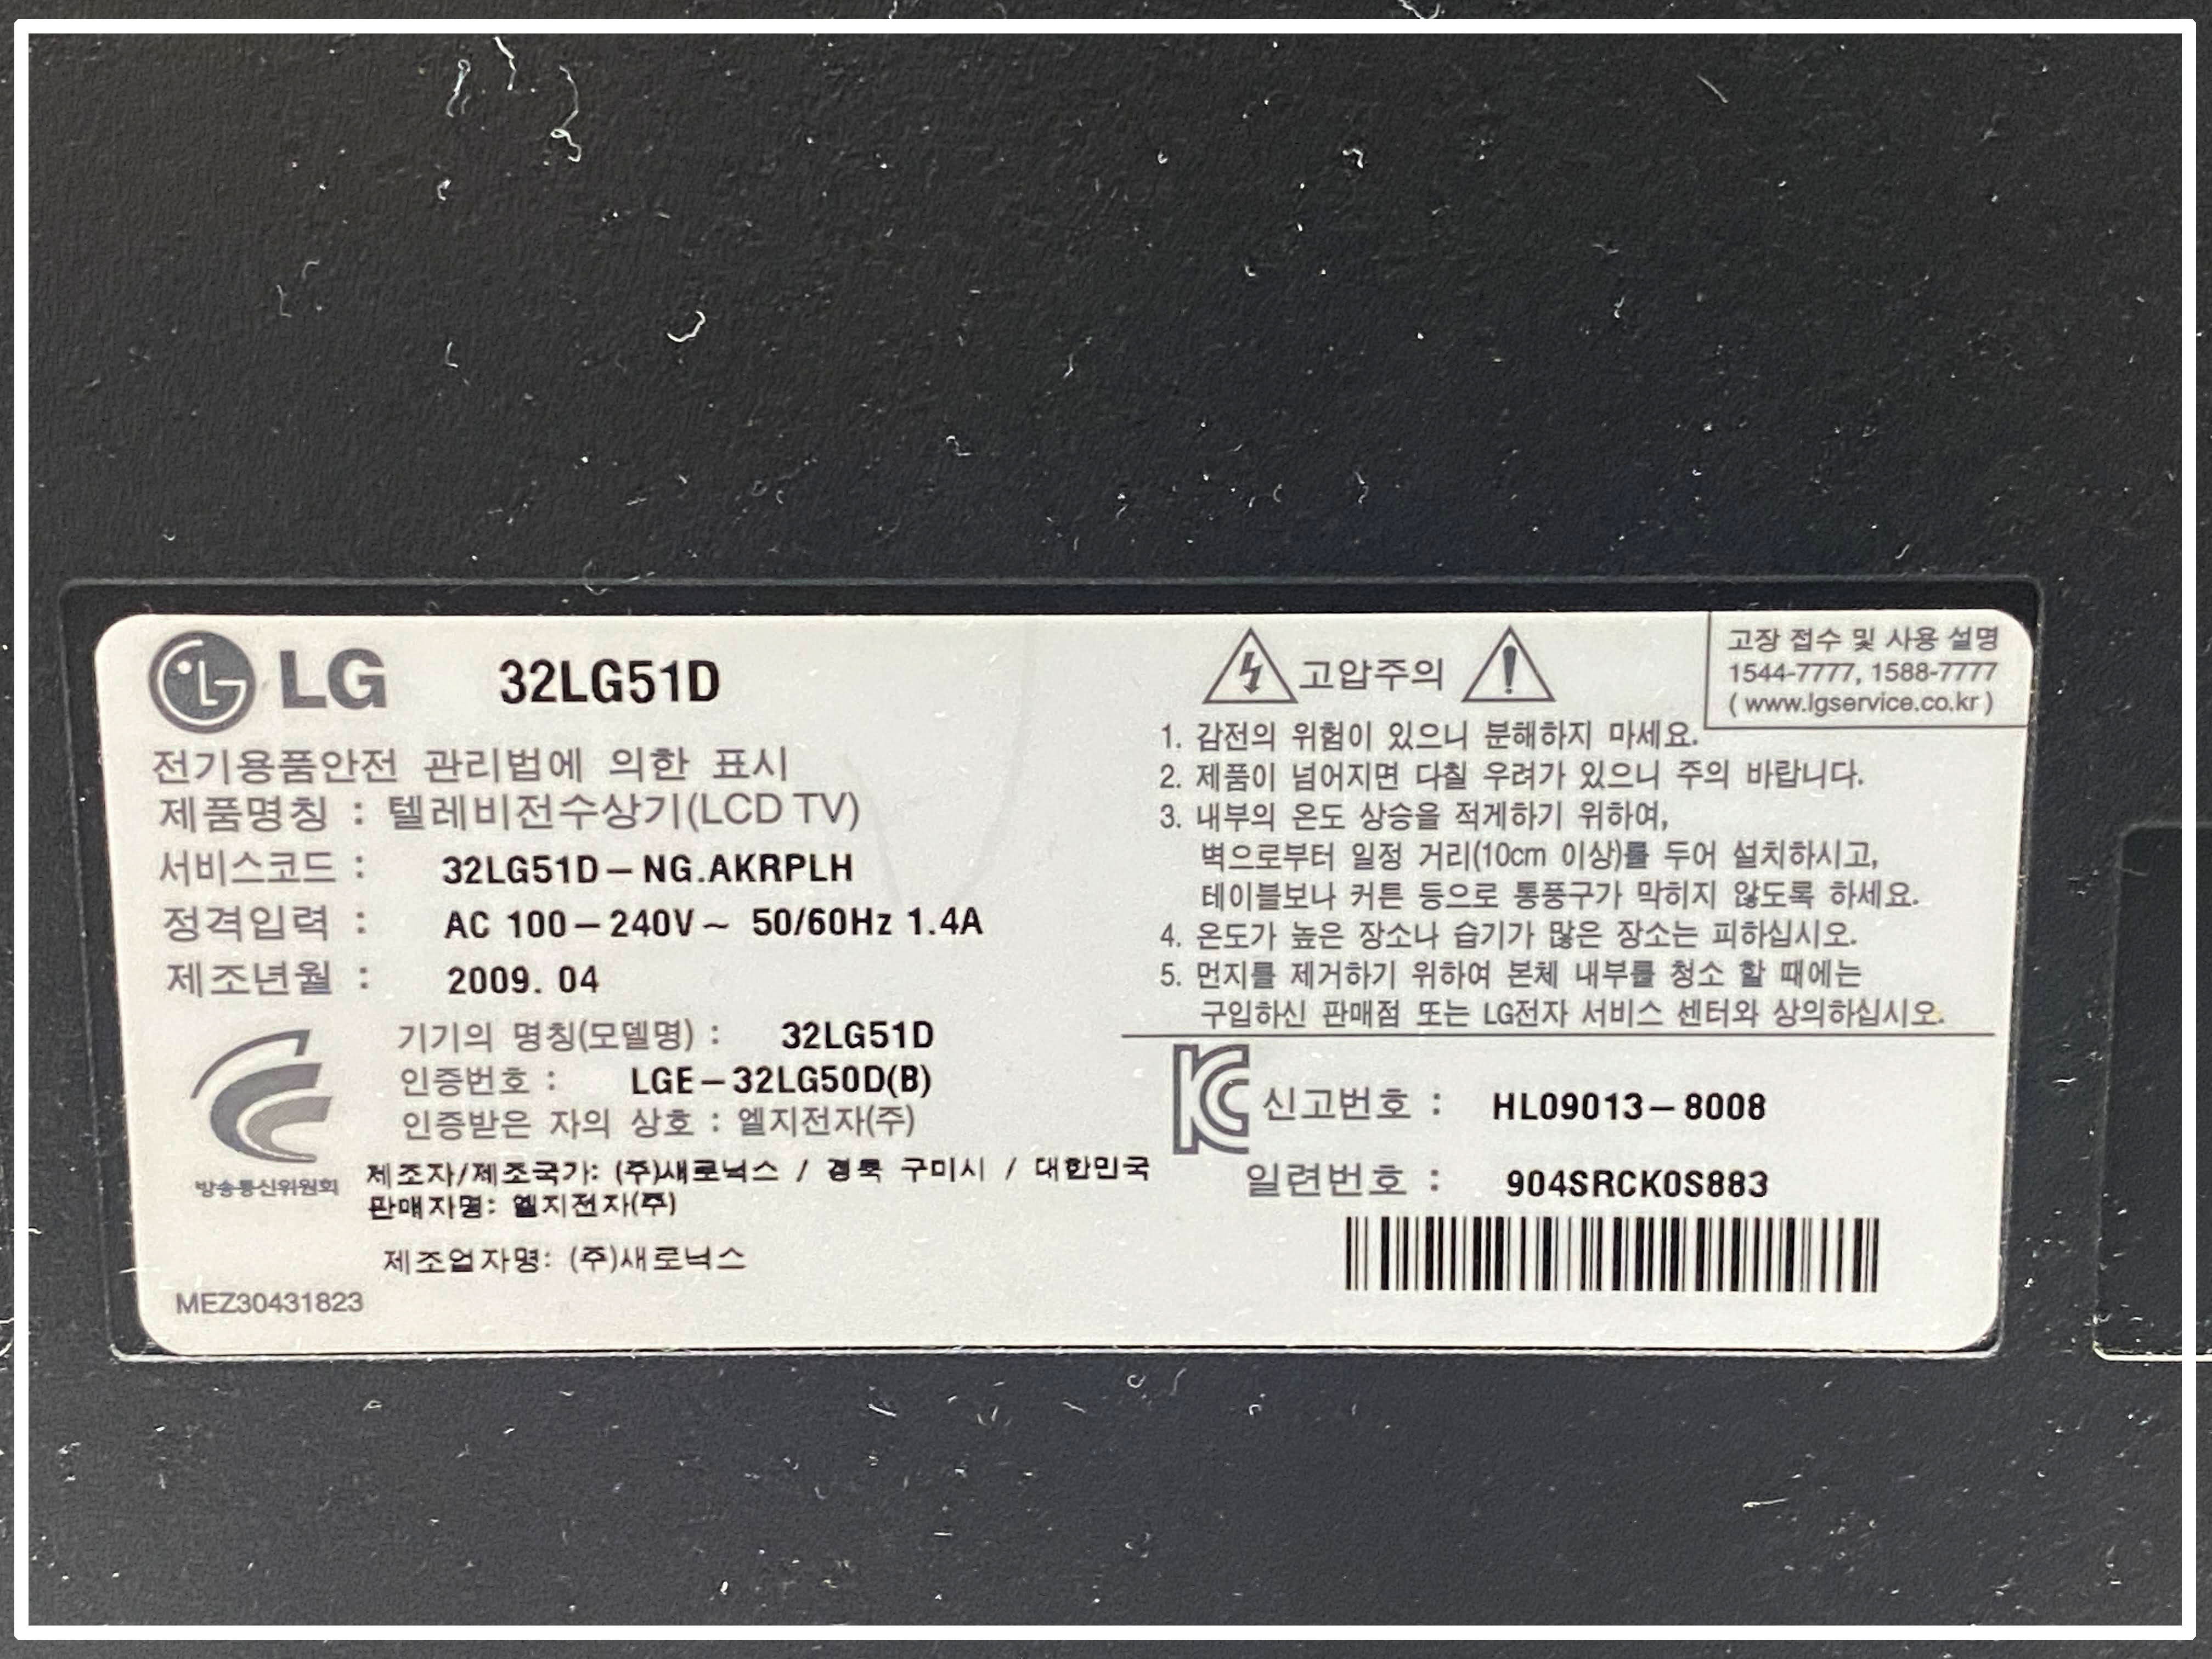 LG 32LG51D
전기용품안전 관리법에 의한 표시
제품명칭 : 텔레비전수상기(LCD TV)
서비스코드 : 32LG51D-NG.AKRPLH
정격입력 : AC 100-240V~ 50/60Hz 1.4A
제조년월 : 2009. 04
기기의 명칭(모델명) : 32LG51D
인증번호 : LGE-32LG50D(B)
인증받은 자의 상호 : 엘지전자(주)
방송통신위원회
제조자/제조국가: (주)새로닉스 / 경북 구미시 / 대한민국
판매자명: 엘지전자(주)
제조업자명: (주)새로닉스
MEZ30431823
고압주의
고장 접수 및 사용 설명
1544-7777, 1588-7777
( www.lgservice.co.kr )
1. 감전의 위험이 있으니 분해하지 마세요.
2. 제품이 넘어지면 다칠 우려가 있으니 주의 바랍니다.
3. 내부의 온도 상승을 적게하기 위하여,
벽으로부터 일정 거리(10cm 이상)를 두어 설치하시고,
테이블보나 커튼 등으로 통풍구가 막히지 않도록 하세요.
4. 온도가 높은 장소나 습기가 많은 장소는 피하십시오.
5. 먼지를 제거하기 위하여 본체 내부를 청소 할 때에는
구입하신 판매점 또는 LG전자 서비스 센터와 상의하십시오.
신고번호 : HL09013-8008
일련번호 : 904SRCK0S883